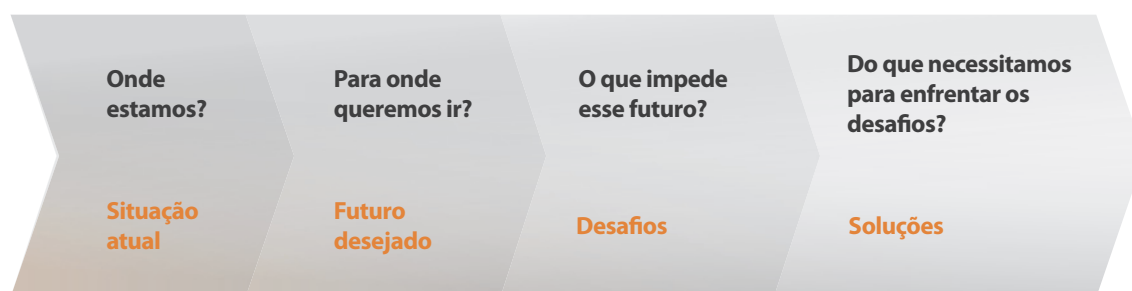 Onde
estamos?
Para onde
queremos ir?
O que impede
esse futuro?
Do que necessitamos
para enfrentar os
desafios?
Situação
atual
Futuro
desejado
Desafios
Soluções